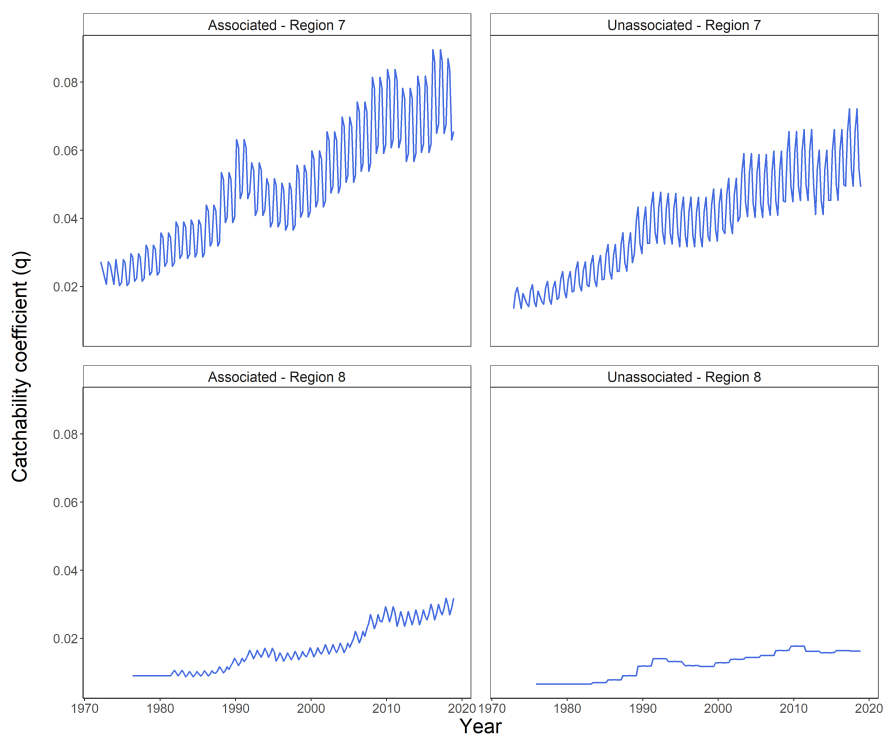 Associated - Region 7
Unassociated - Region 7
0.08
0.06
0.04
0.02
Associated - Region 8
Unassociated - Region 8
0.08
0.06
0.04
0.02
Catchability coefficient (q)
1970 1980 1990 2000 2010 2020 1970 1980 1990 2000 2010 2020
Year